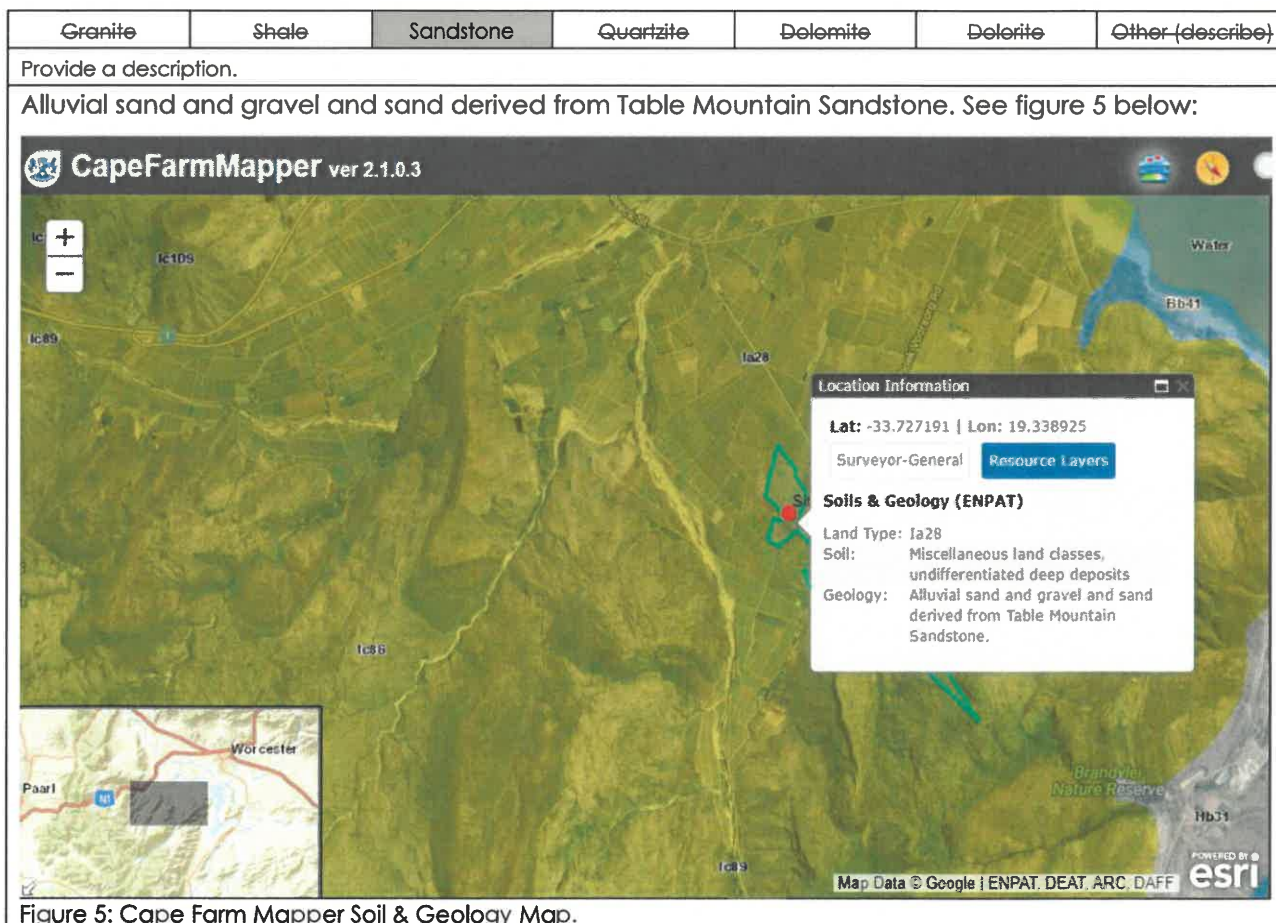 Granite Shale Sandstone Quartzite Dolomite Dolerite Other (describe)
Provide a description.
Alluvial sand and gravel and sand derived from Table Mountain Sandstone. See figure 5 below:
CapeFarmMapper ver 2.1.0.3
+
−
Ic109
Water
Bb41
1
Ic89
Ia28
Location Information
Lat: -33.727191 | Lon: 19.338925
Surveyor-General
Resource Layers
Soils & Geology (ENPAT)
Land Type: Ia28
Soil: Miscellaneous land classes,
undifferentiated deep deposits
Geology: Alluvial sand and gravel and sand
derived from Table Mountain
Sandstone.
Ic86
Worcester
Paarl
N1
Brandvlei
Nature Reserve
Hb31
Ic89
POWERED BY
esri
Map Data © Google | ENPAT, DEAT, ARC, DAFF
Figure 5: Cape Farm Mapper Soil & Geology Map.